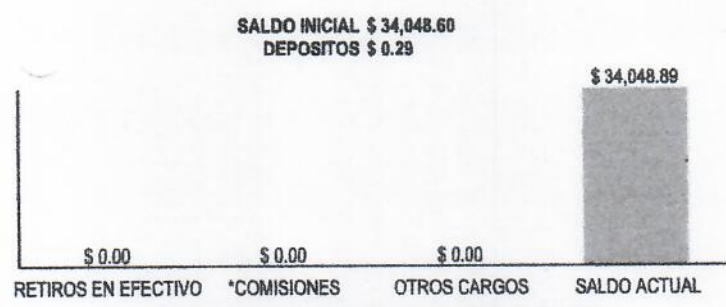 SALDO INICIAL $ 34,048.60
DEPOSITOS $ 0.29
$ 34,048.89
$ 0.00 $ 0.00 $ 0.00
RETIROS EN EFECTIVO *COMISIONES OTROS CARGOS SALDO ACTUAL